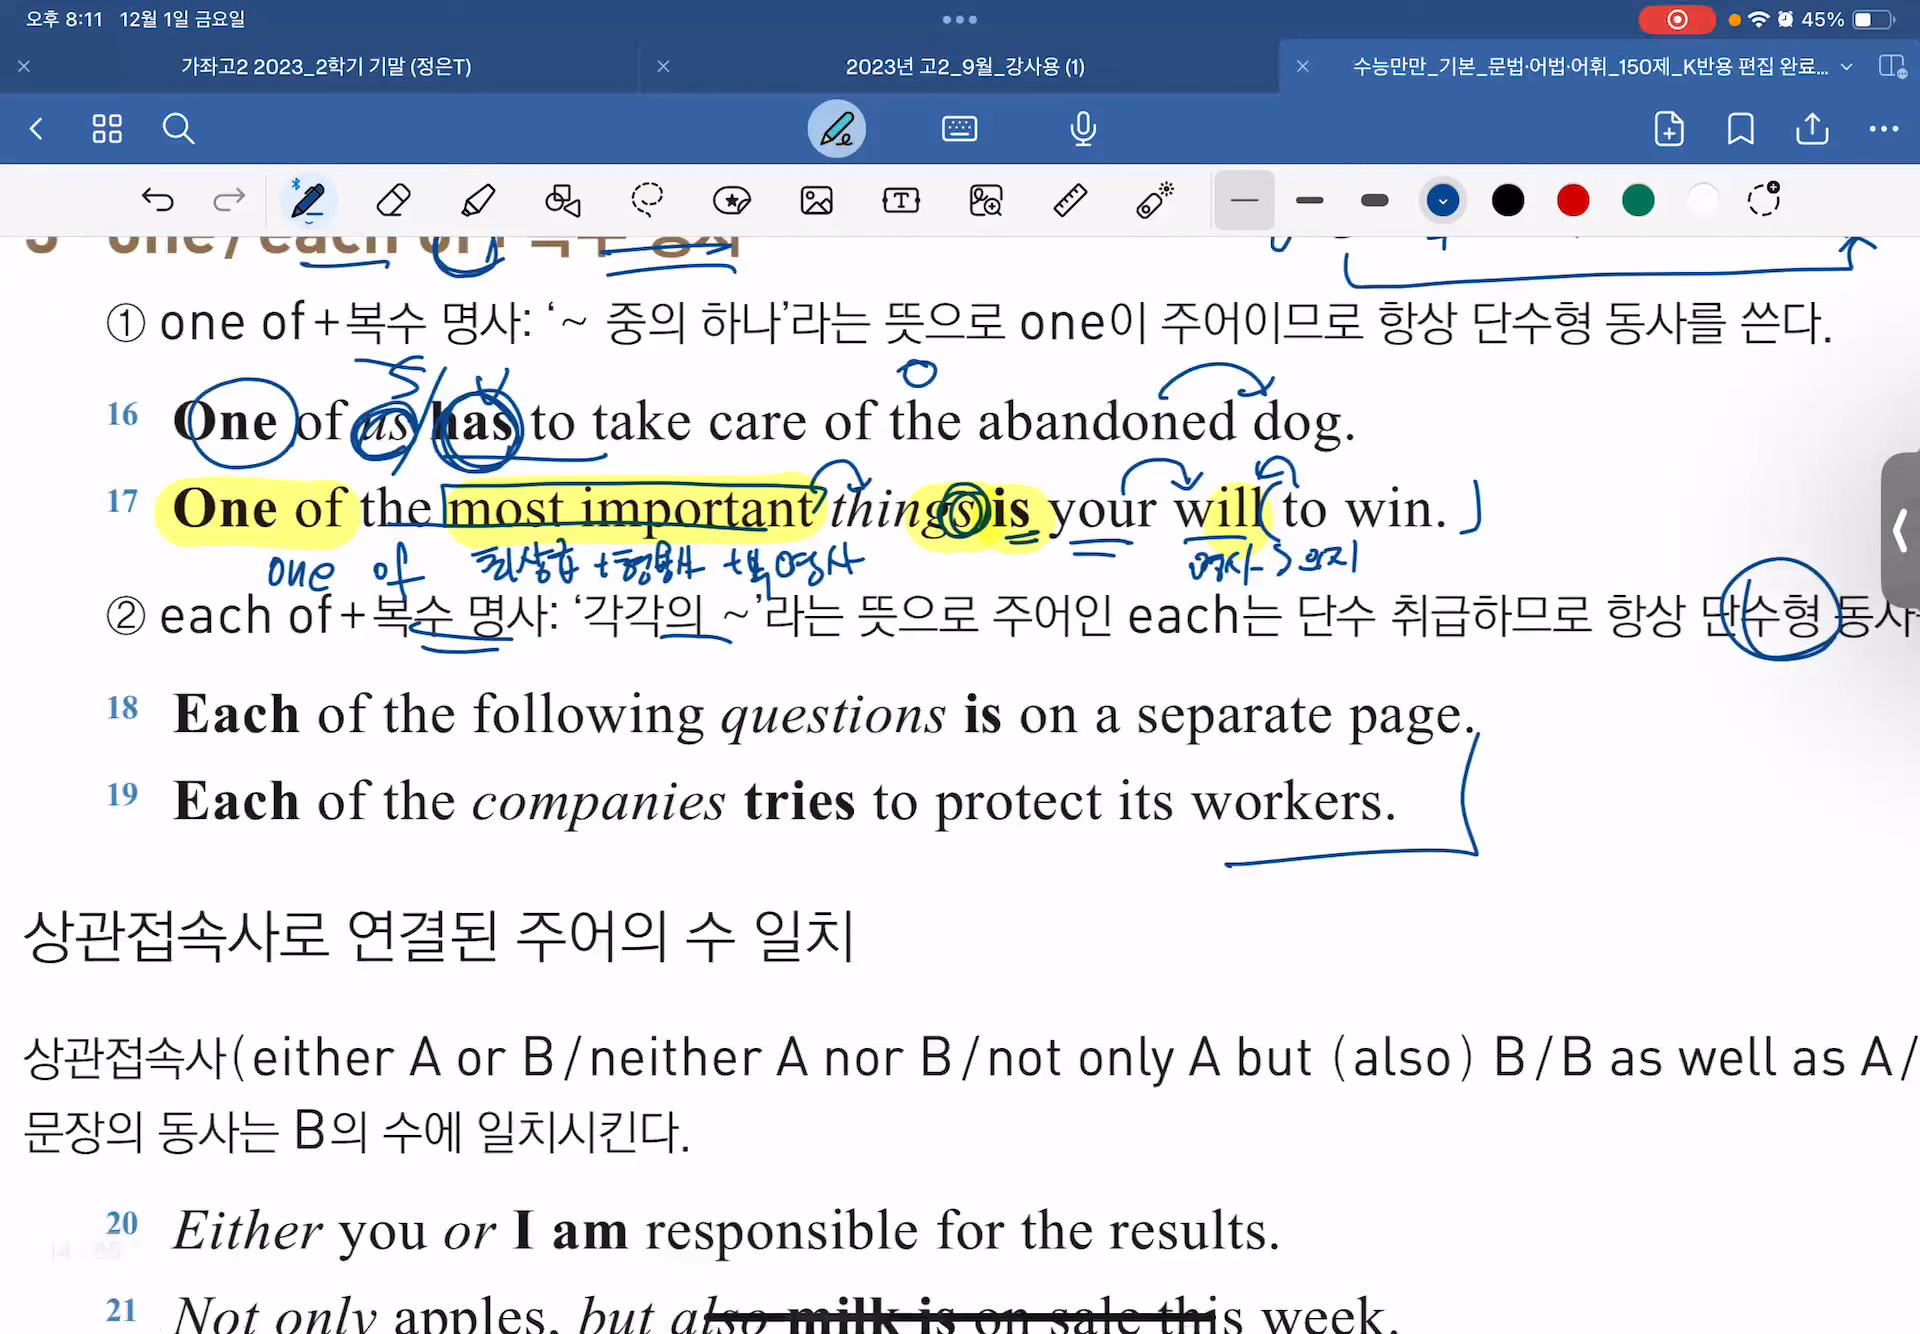 오후 8:11 12월 1일 금요일
45%
가좌고2 2023_2학기 기말 (정은T)
2023년 고2_9월_강사용 (1)
수능만만_기본_문법·어법·어휘_150제_K반용 편집 완료...
3 one / each of + 복수 명사
① one of+복수 명사: ‘~ 중의 하나’라는 뜻으로 one이 주어이므로 항상 단수형 동사를 쓴다.
16 One of us has to take care of the abandoned dog.
17 One of the most important things is your will to win.
one of 최상급 + 형용사 + 복 명사 명사 의지
② each of+복수 명사: ‘각각의 ~’라는 뜻으로 주어인 each는 단수 취급하므로 항상 단수형 동사
18 Each of the following questions is on a separate page.
19 Each of the companies tries to protect its workers.
상관접속사로 연결된 주어의 수 일치
상관접속사(either A or B/neither A nor B/not only A but (also) B/B as well as A/
문장의 동사는 B의 수에 일치시킨다.
20 Either you or I am responsible for the results.
21 Not only apples, but also milk is on sale this week.